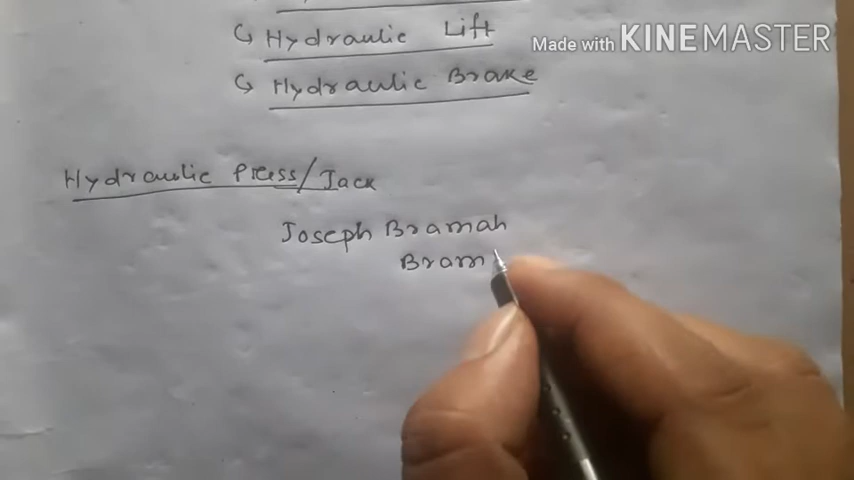 ↳ Hydraulic Lift
Made with KINEMASTER
↳ Hydraulic Brake
Hydraulic Press/Jack
Joseph Bramah
Bram